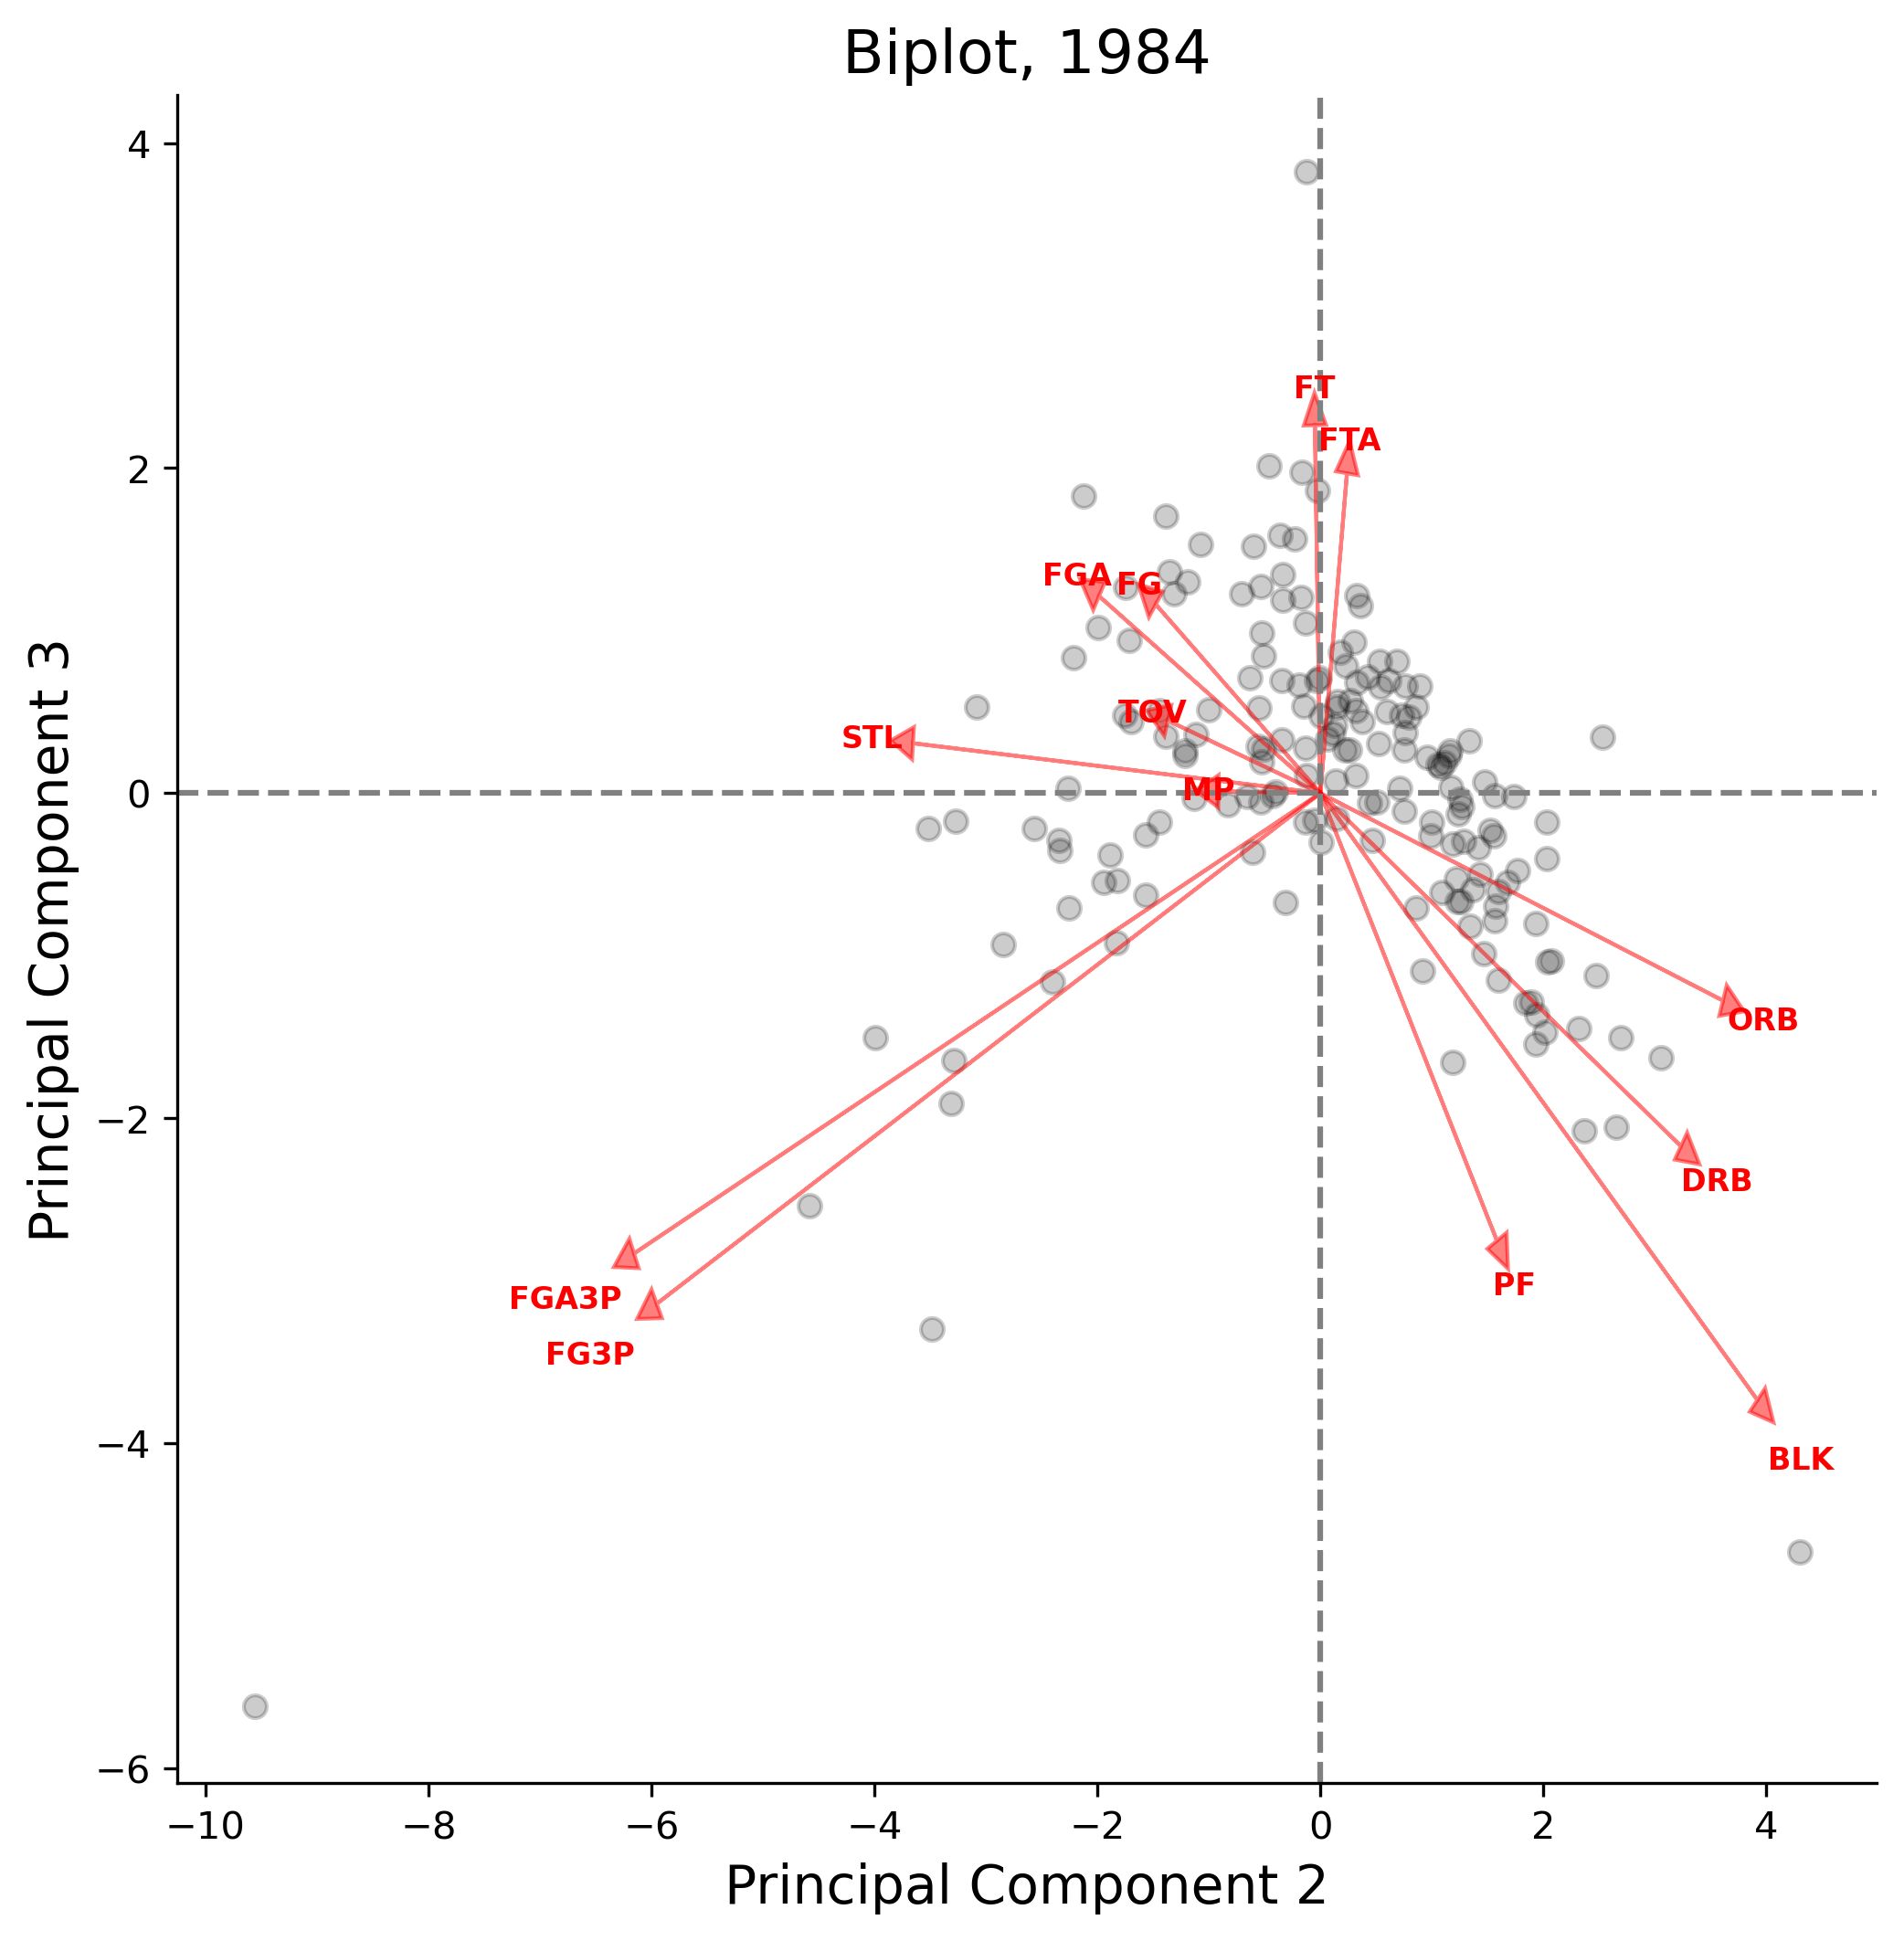 Biplot, 1984
4
2
0
−2
−4
−6
Principal Component 3
FT
FTA
FGA
FG
TOV
STL
MP
ORB
DRB
PF
FGA3P
FG3P
BLK
−10 −8 −6 −4 −2 0 2 4
Principal Component 2